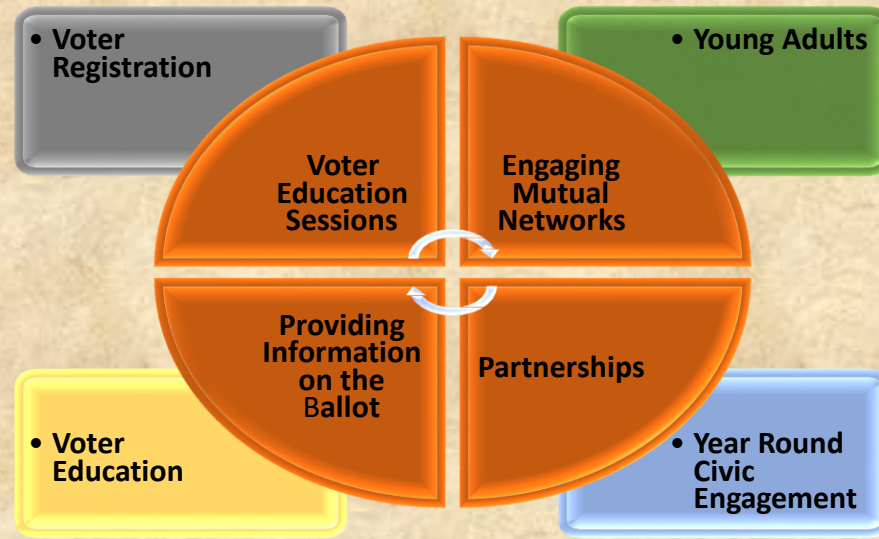 • Voter
Registration
• Young Adults
Voter
Education
Sessions
Engaging
Mutual
Networks
Providing
Information
on the
Ballot
Partnerships
• Voter
Education
• Year Round
Civic
Engagement